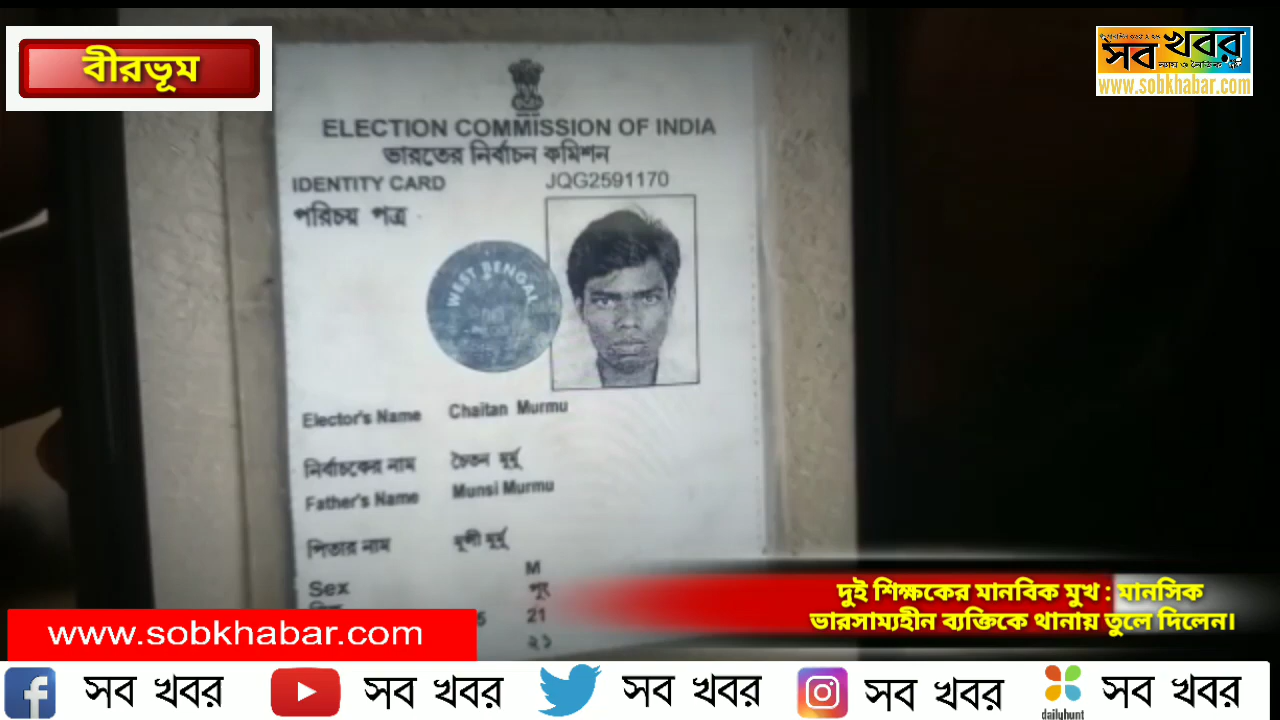 বীরভূম
সব খবর
www.sobkhabar.com
ELECTION COMMISSION OF INDIA
ভারতের নির্বাচন কমিশন
IDENTITY CARD JQG2591170
পরিচয় পত্র
WEST BENGAL
Elector's Name Chaitan Murmu
নির্বাচকের নাম চৈতন মূর্মু
Father's Name Munsi Murmu
পিতার নাম মুন্সী মূর্মু
Sex M
পুং
21
২১
দুই শিক্ষকের মানবিক মুখ : মানসিক
ভারসাম্যহীন ব্যক্তিকে থানায় তুলে দিলেন।
www.sobkhabar.com
সব খবর সব খবর সব খবর সব খবর dailyhunt সব খবর